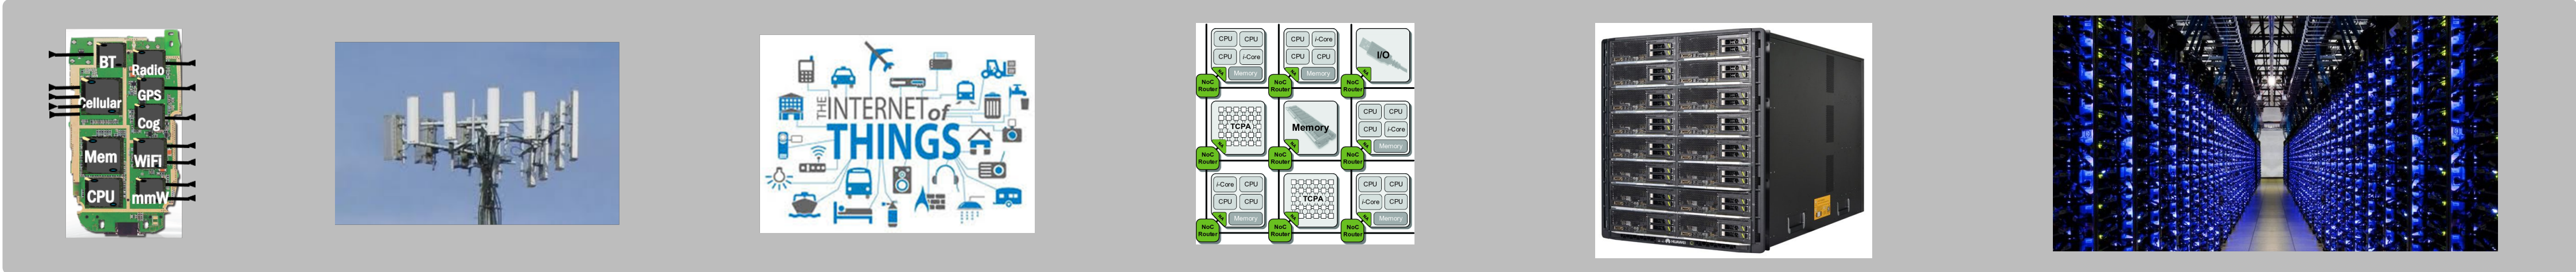 BT
Radio
Cellular
GPS
Cog
Mem
WiFI
CPU
mmW
THE INTERNET of
THINGS
CPU CPU
CPU i-Core
Memory
NoC
Router
CPU i-Core
CPU CPU
Memory
NoC
Router
I/O
NoC
Router
TCPA
NoC
Router
Memory
NoC
Router
CPU CPU
CPU i-Core
Memory
NoC
Router
i-Core CPU
CPU CPU
Memory
NoC
Router
TCPA
NoC
Router
CPU CPU
i-Core CPU
Memory
NoC
Router
HUAWEI